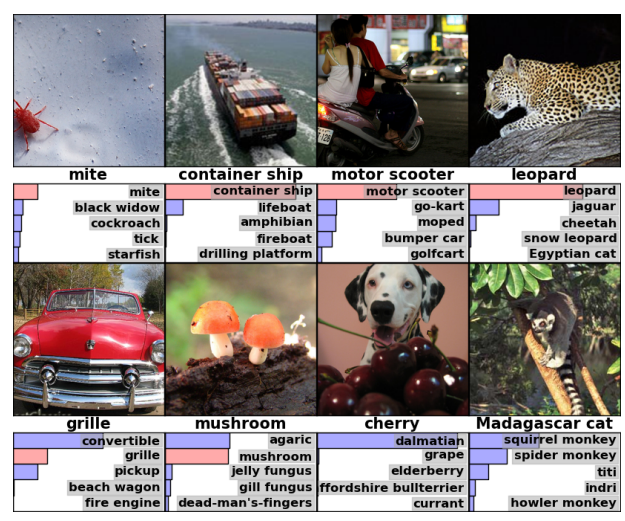 mite container ship motor scooter leopard
mite container ship motor scooter leopard
black widow lifeboat go-kart jaguar
cockroach amphibian moped cheetah
tick fireboat bumper car snow leopard
starfish drilling platform golfcart Egyptian cat
grille mushroom cherry Madagascar cat
convertible agaric dalmatian squirrel monkey
grille mushroom grape spider monkey
pickup jelly fungus elderberry titi
beach wagon gill fungus ffordshire bullterrier indri
fire engine dead-man's-fingers currant howler monkey